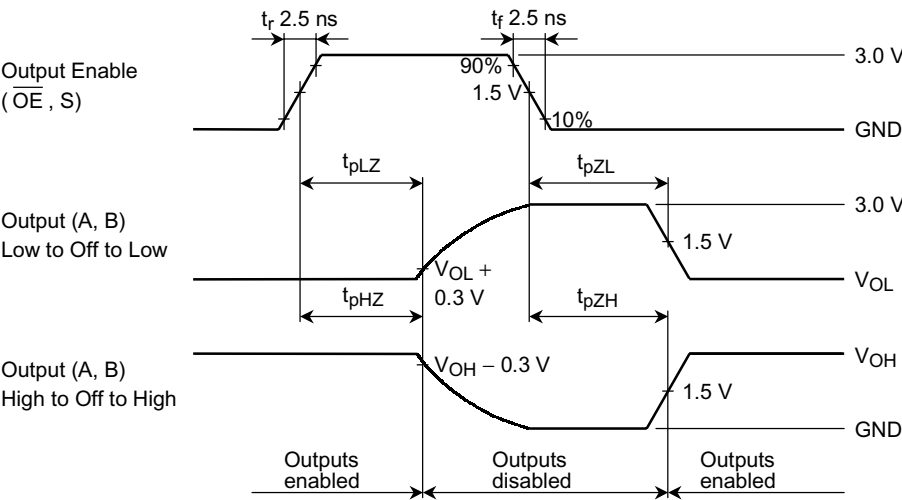 tr 2.5 ns
tf 2.5 ns
Output Enable
( OE , S)
90%
1.5 V
10%
3.0 V
GND
tpLZ
tpZL
Output (A, B)
Low to Off to Low
3.0 V
1.5 V
VOL +
0.3 V
VOL
tpHZ
tpZH
Output (A, B)
High to Off to High
VOH − 0.3 V
VOH
1.5 V
GND
Outputs
enabled
Outputs
disabled
Outputs
enabled